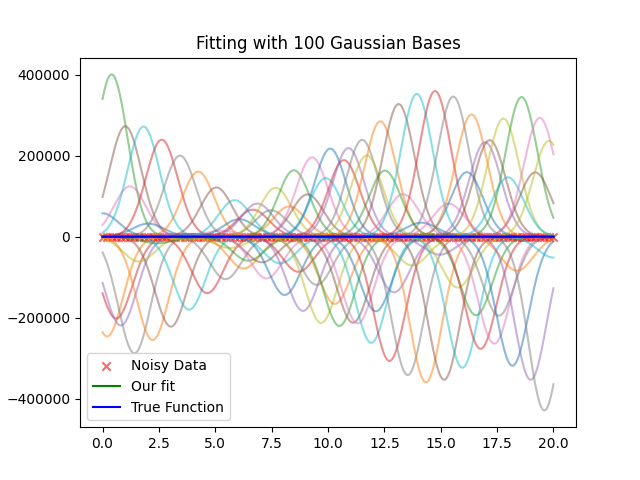 Fitting with 100 Gaussian Bases
400000
200000
0
−200000
−400000
Noisy Data
Our fit
True Function
0.0 2.5 5.0 7.5 10.0 12.5 15.0 17.5 20.0